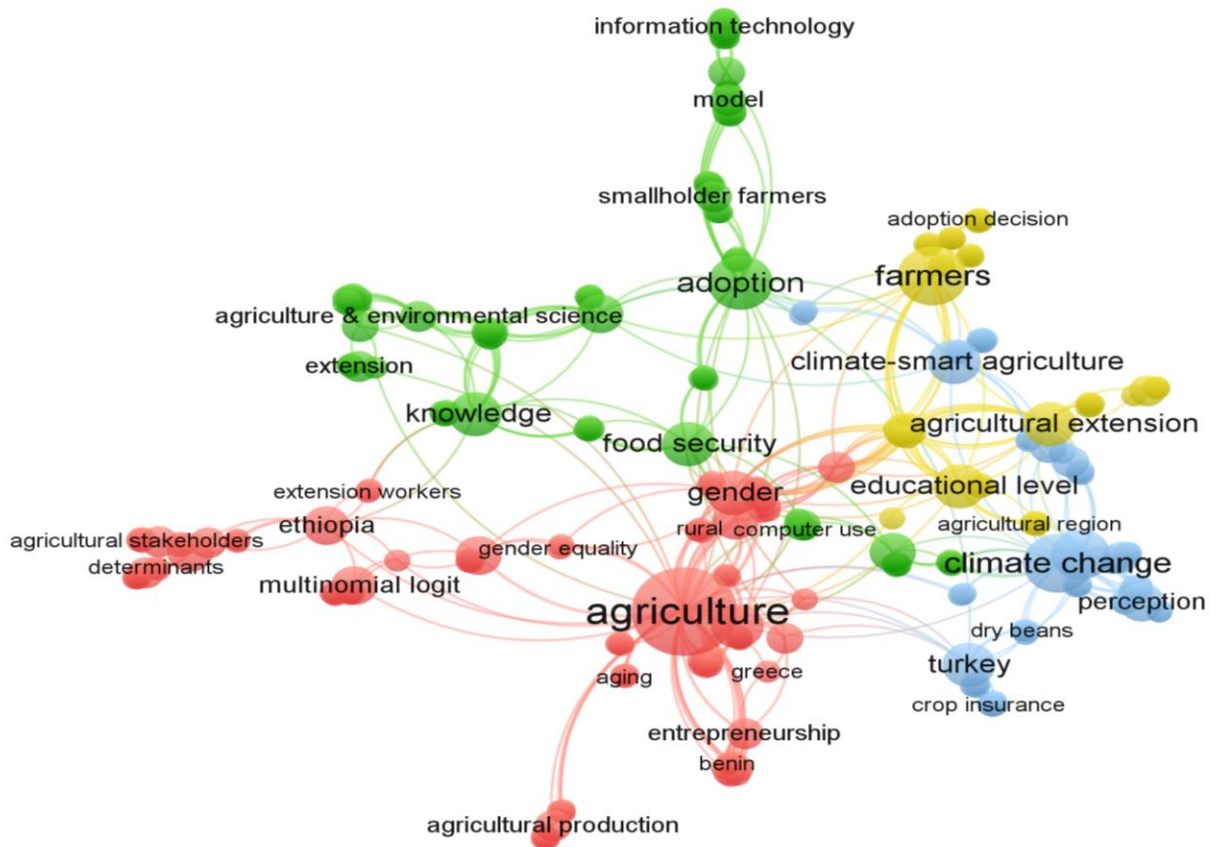 information technology
model
smallholder farmers
adoption decision
farmers
adoption
agriculture & environmental science
climate-smart agriculture
extension
knowledge
food security
agricultural extension
gender
educational level
extension workers
ethiopia
rural
computer use
agricultural region
agricultural stakeholders
gender equality
determinants
multinomial logit
climate change
agriculture
perception
dry beans
turkey
aging
greece
crop insurance
entrepreneurship
benin
agricultural production